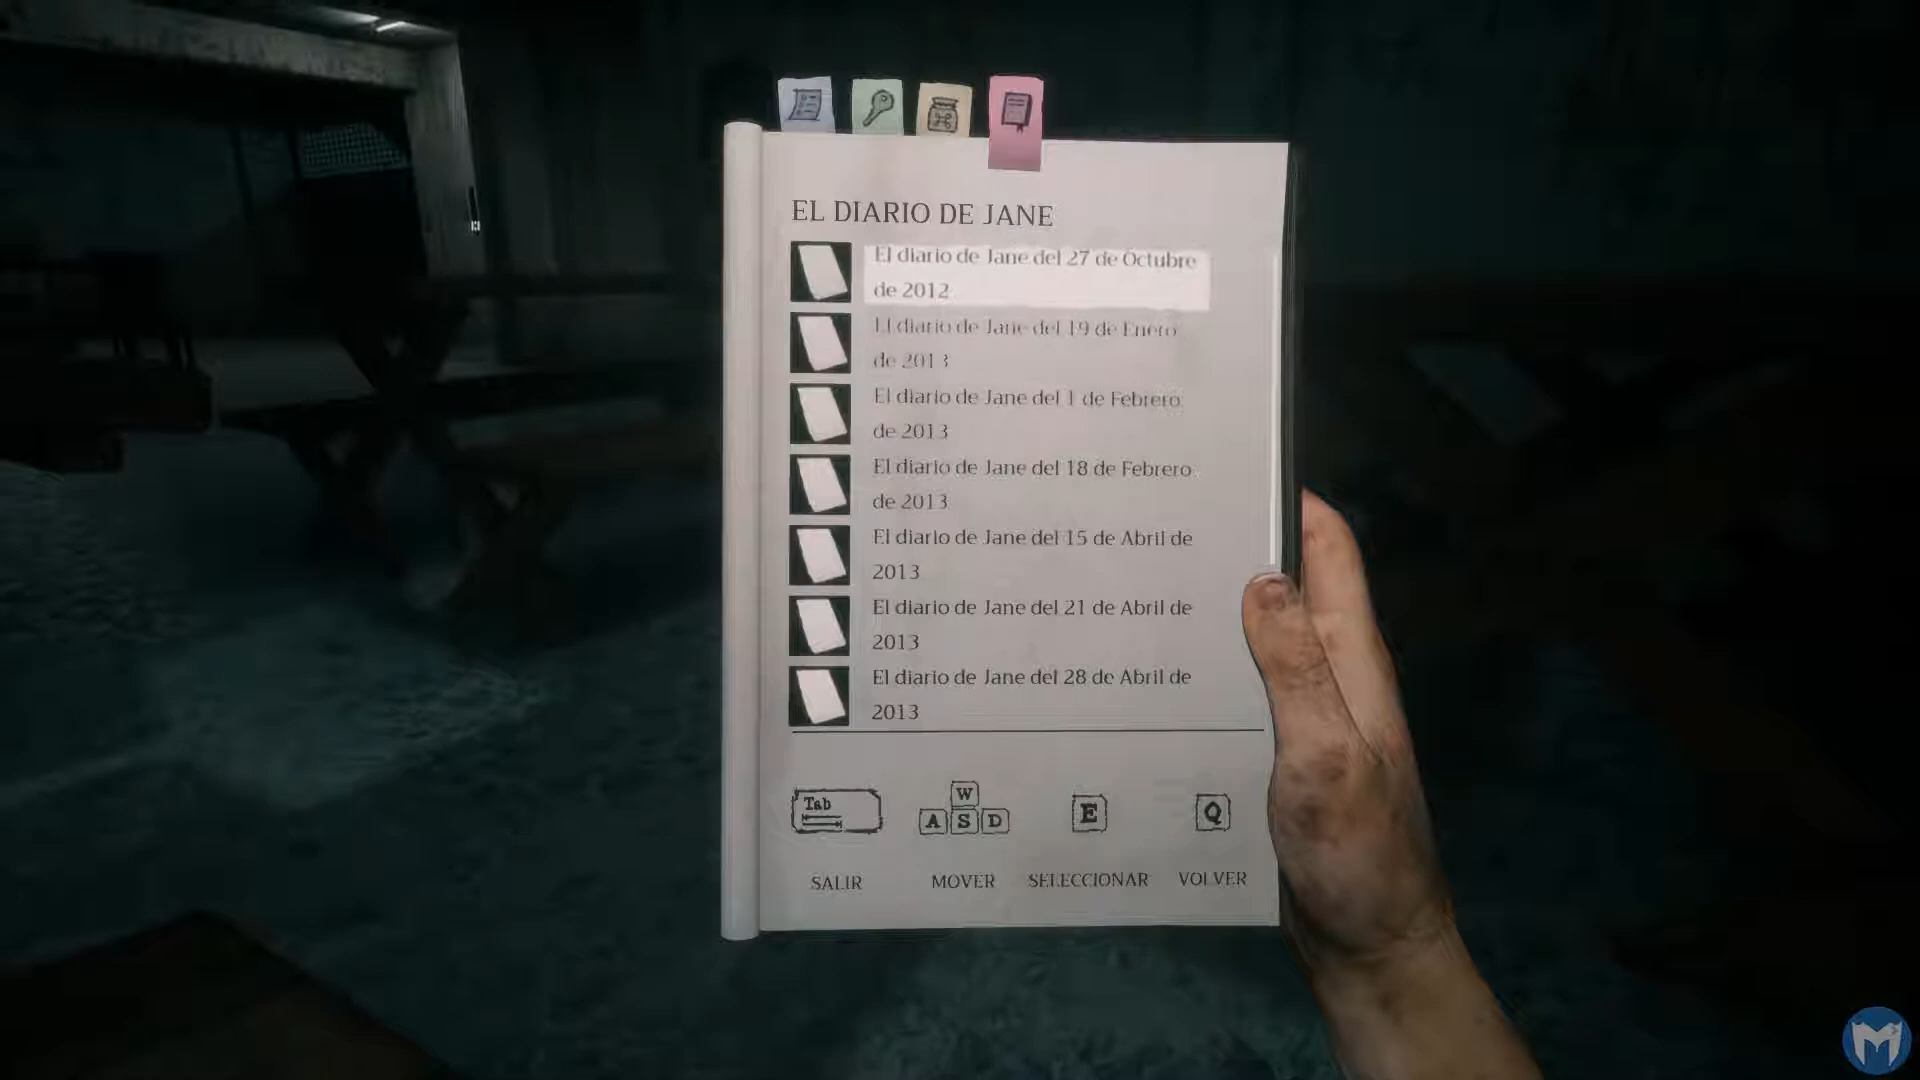 EL DIARIO DE JANE
El diario de Jane del 27 de Octubre
de 2012
El diario de Jane del 19 de Enero
de 2013
El diario de Jane del 1 de Febrero
de 2013
El diario de Jane del 18 de Febrero
de 2013
El diario de Jane del 15 de Abril de
2013
El diario de Jane del 21 de Abril de
2013
El diario de Jane del 28 de Abril de
2013
Tab
W
A S D
E
Q
SALIR MOVER SELECCIONAR VOLVER
M